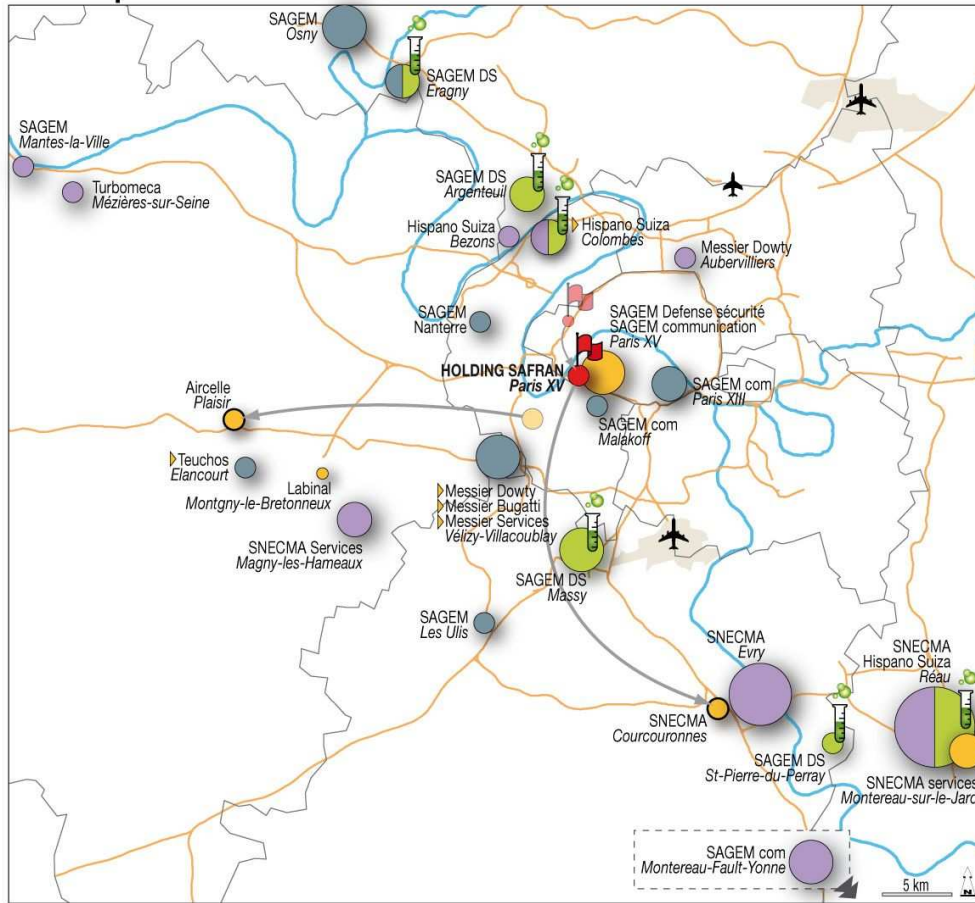 SAGEM
Osny
SAGEM DS
Eragny
SAGEM
Mantes-la-Ville
Turbomeca
Mézières-sur-Seine
SAGEM DS
Argenteuil
Hispano Suiza
Bezons
Hispano Suiza
Colombes
Messier Dowty
Aubervilliers
SAGEM
Nanterre
SAGEM Defense sécurité
SAGEM communication
Paris XV
HOLDING SAFRAN
Paris XV
SAGEM com
Paris XIII
Aircelle
Plaisir
SAGEM com
Malakoff
Teuchos
Elancourt
Labinal
Montgny-le-Bretonneux
Messier Dowty
Messier Bugatti
Messier Services
Vélizy-Villacoublay
SNECMA Services
Magny-les-Hameaux
SAGEM DS
Massy
SAGEM
Les Ulis
SNECMA
Evry
SNECMA
Hispano Suiza
Réau
SNECMA
Courcouronnes
SAGEM DS
St-Pierre-du-Perray
SNECMA services
Montereau-sur-le-Jard
SAGEM com
Montereau-Fault-Yonne
5 km
N